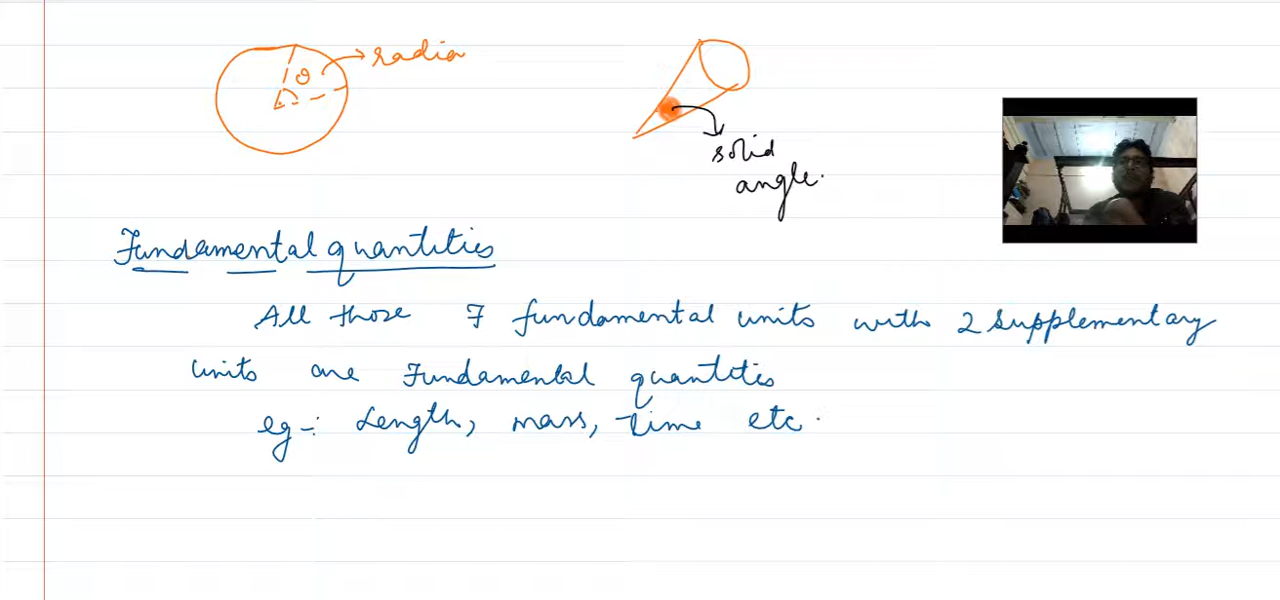 θ
radia
solid
angle.
Fundamental quantities
All those 7 fundamental units with 2 supplementary
units are Fundamental quantities
eg-: Length, mass, time etc.